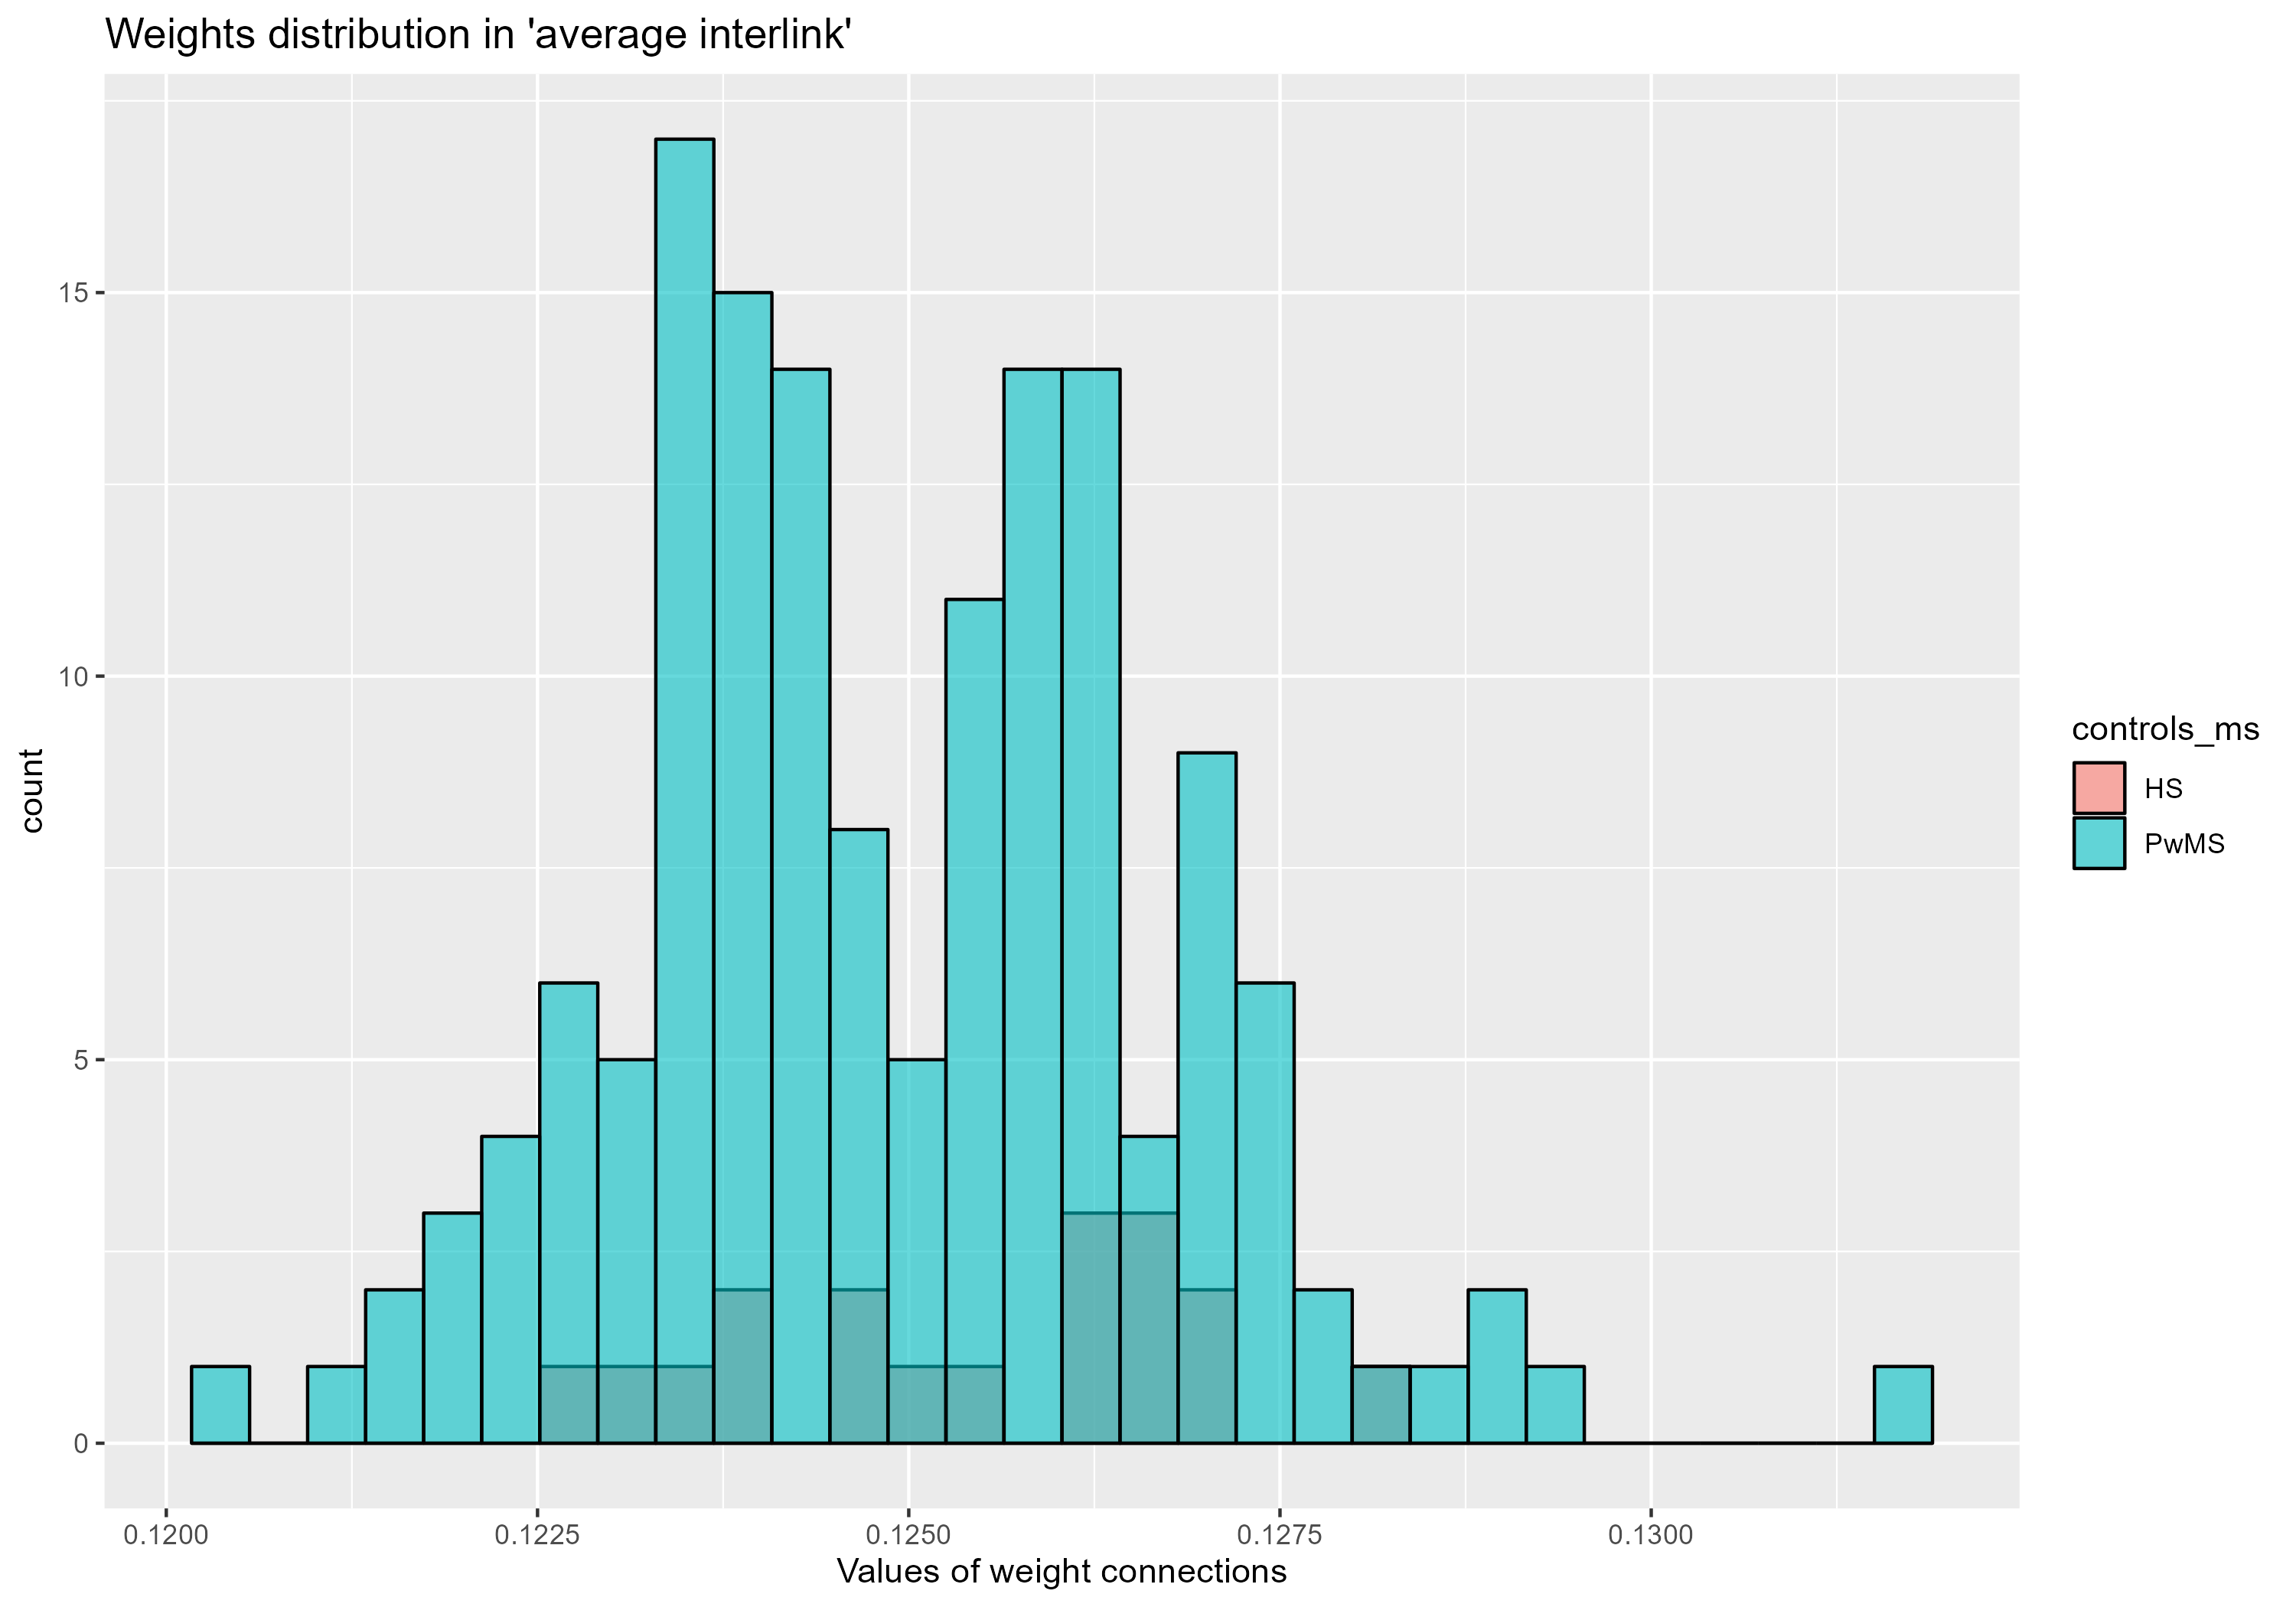 Weights distribution in 'average interlink'
15
10
5
0
count
0.1200 0.1225 0.1250 0.1275 0.1300
Values of weight connections
controls_ms
HS
PwMS